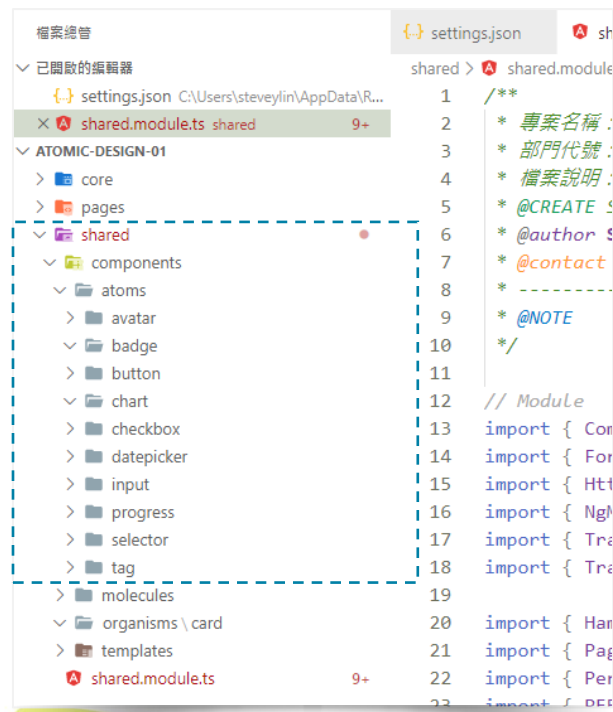 檔案總管
已開啟的編輯器
settings.json C:\Users\steveylin\AppData\R...
shared.module.ts shared 9+
ATOMIC-DESIGN-01
core
pages
shared
components
atoms
avatar
badge
button
chart
checkbox
datepicker
input
progress
selector
tag
molecules
organisms \ card
templates
shared.module.ts 9+
{..} settings.json sh
shared > shared.module
1 /**
2 * 專案名稱 :
3 * 部門代號 :
4 * 檔案說明 :
5 * @CREATE S
6 * @author S
7 * @contact
8 * ---------
9 * @NOTE
10 */
11
12 // Module
13 import { Com
14 import { For
15 import { Htt
16 import { NgM
17 import { Tra
18 import { Tra
19
20 import { Ham
21 import { Pag
22 import { Per
23 import { PEF